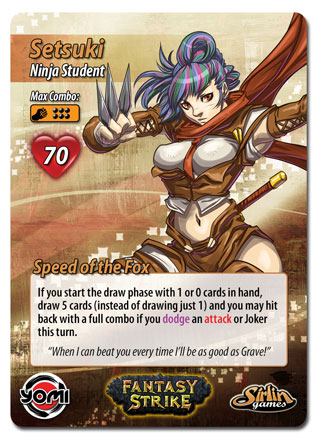 Setsuki
Ninja Student
Max Combo:
70
Speed of the Fox
If you start the draw phase with 1 or 0 cards in hand,
draw 5 cards (instead of drawing just 1) and you may hit
back with a full combo if you dodge an attack or Joker
this turn.
“When I can beat you every time I’ll be as good as Grave!”
YOMI
FANTASY
STRIKE
Sirlin
games